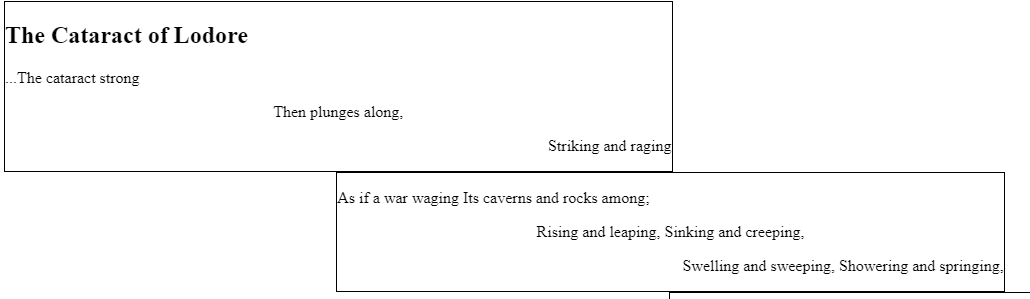 The Cataract of Lodore
...The cataract strong
Then plunges along,
Striking and raging
As if a war waging Its caverns and rocks among;
Rising and leaping, Sinking and creeping,
Swelling and sweeping, Showering and springing,